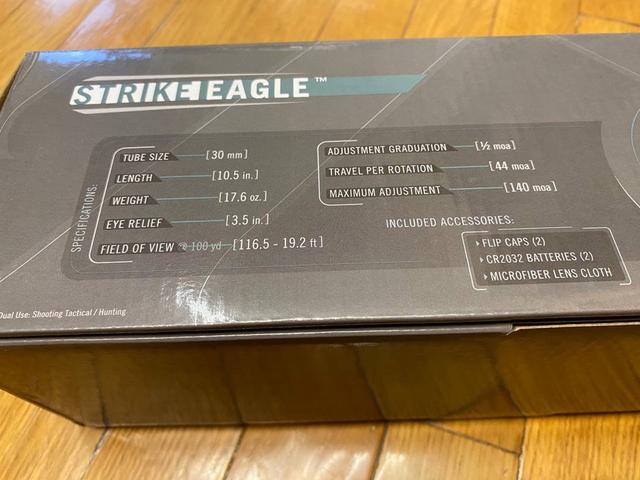 STRIKE EAGLE™
SPECIFICATIONS:
TUBE SIZE [30 mm]
LENGTH [10.5 in.]
WEIGHT [17.6 oz.]
EYE RELIEF [3.5 in.]
FIELD OF VIEW @ 100 yd [116.5 - 19.2 ft]
ADJUSTMENT GRADUATION [½ moa]
TRAVEL PER ROTATION [44 moa]
MAXIMUM ADJUSTMENT [140 moa]
INCLUDED ACCESSORIES:
FLIP CAPS (2)
CR2032 BATTERIES (2)
MICROFIBER LENS CLOTH
Dual Use: Shooting Tactical / Hunting